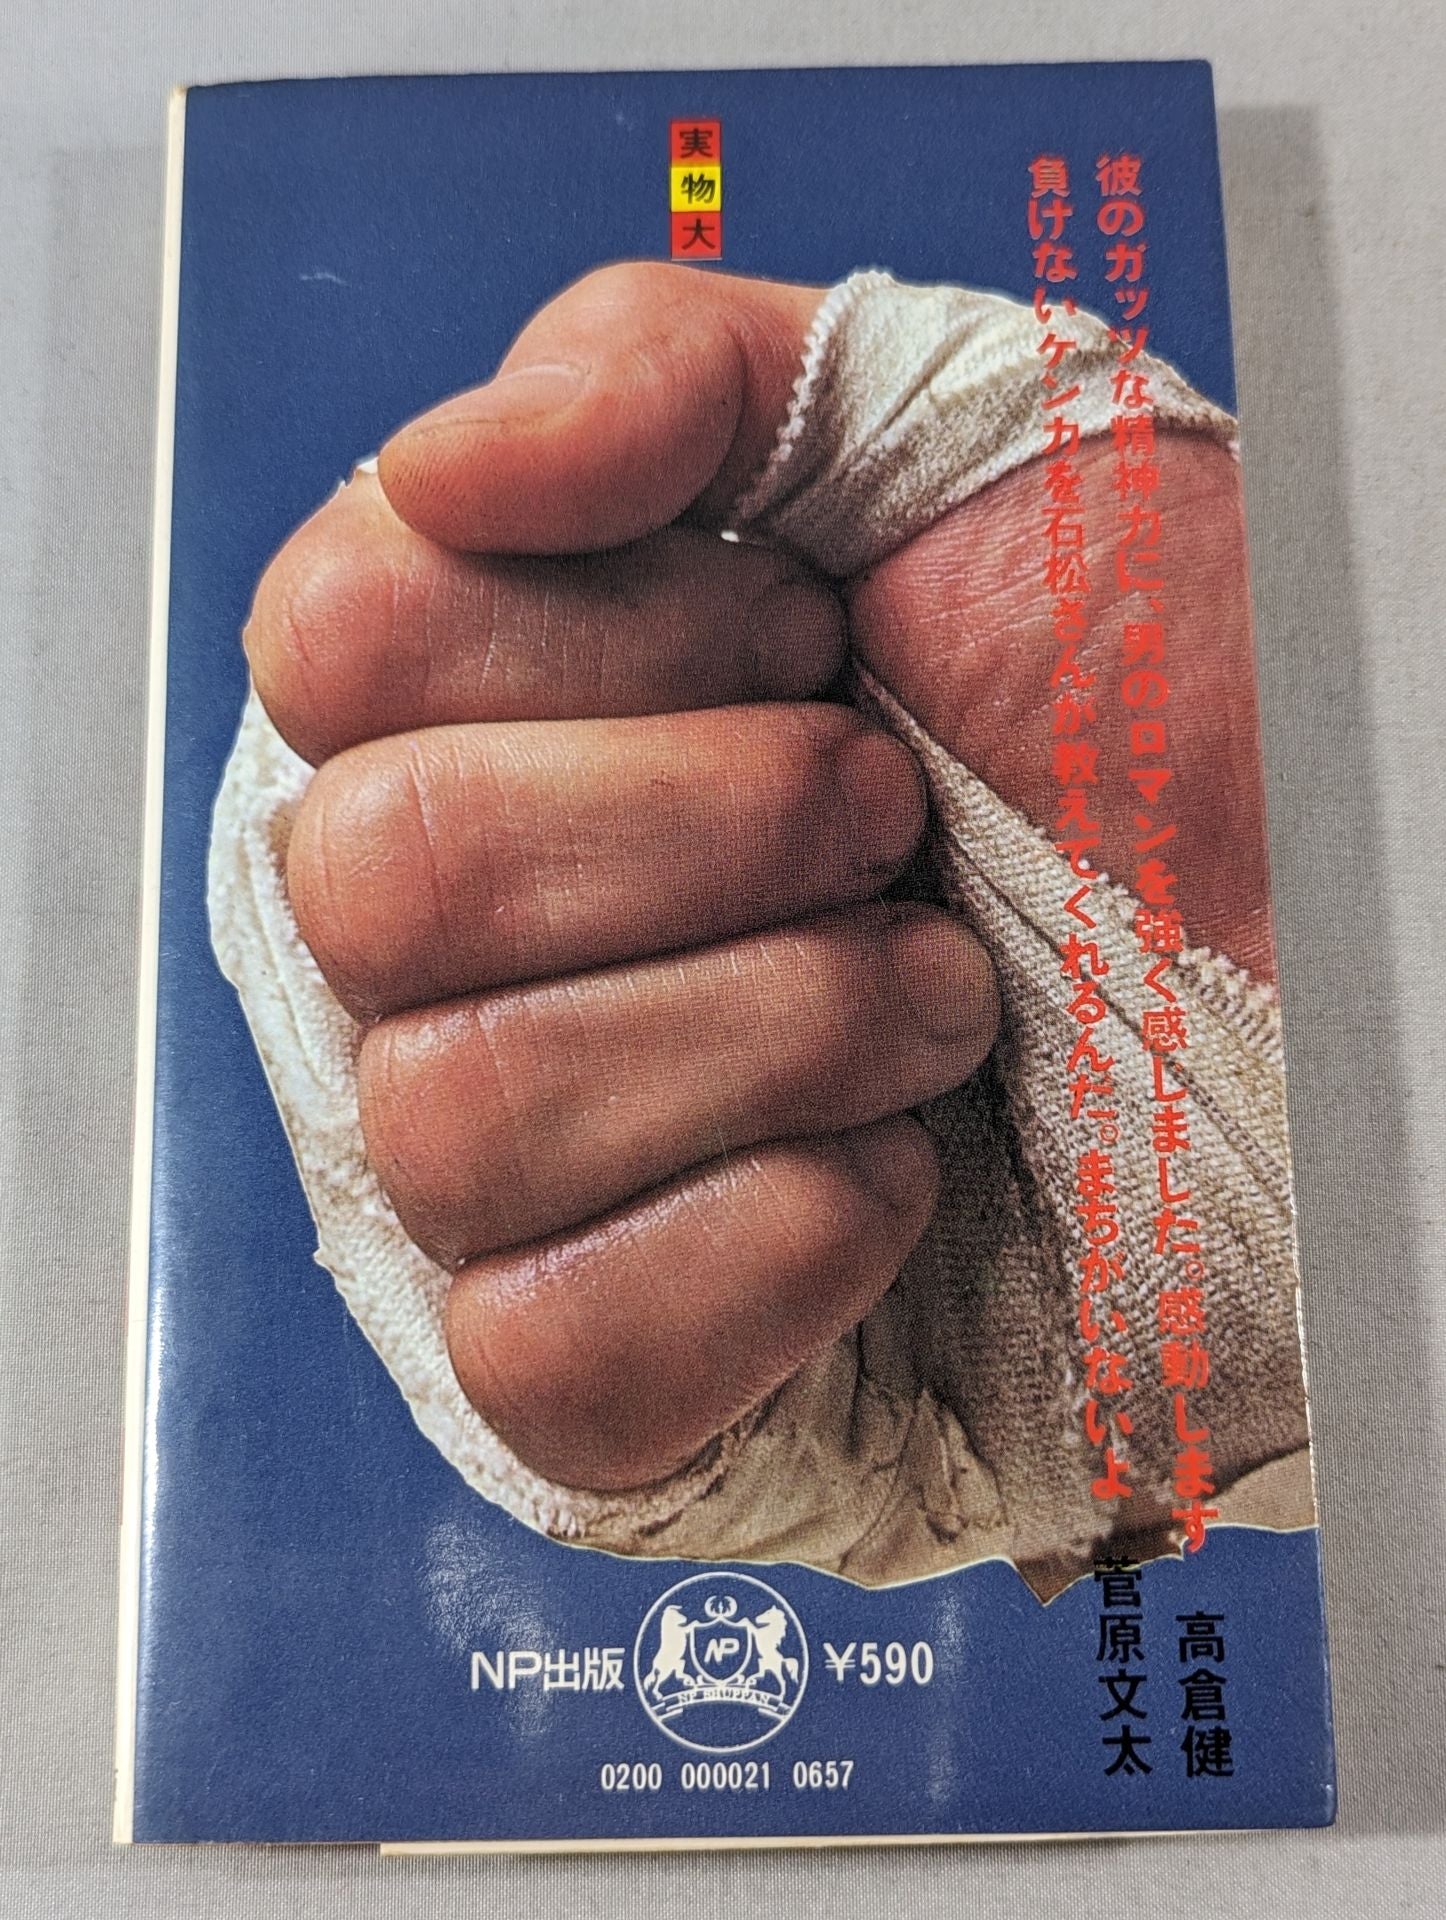 実物大
彼のガッツな精神力に、男のロマンを強く感じました。感動します
高倉健
負けないケンカを石松さんが教えてくれるんだ。まちがいないよ
菅原文太
NP出版
NP
NP SHUPPAN
¥590
0200 000021 0657